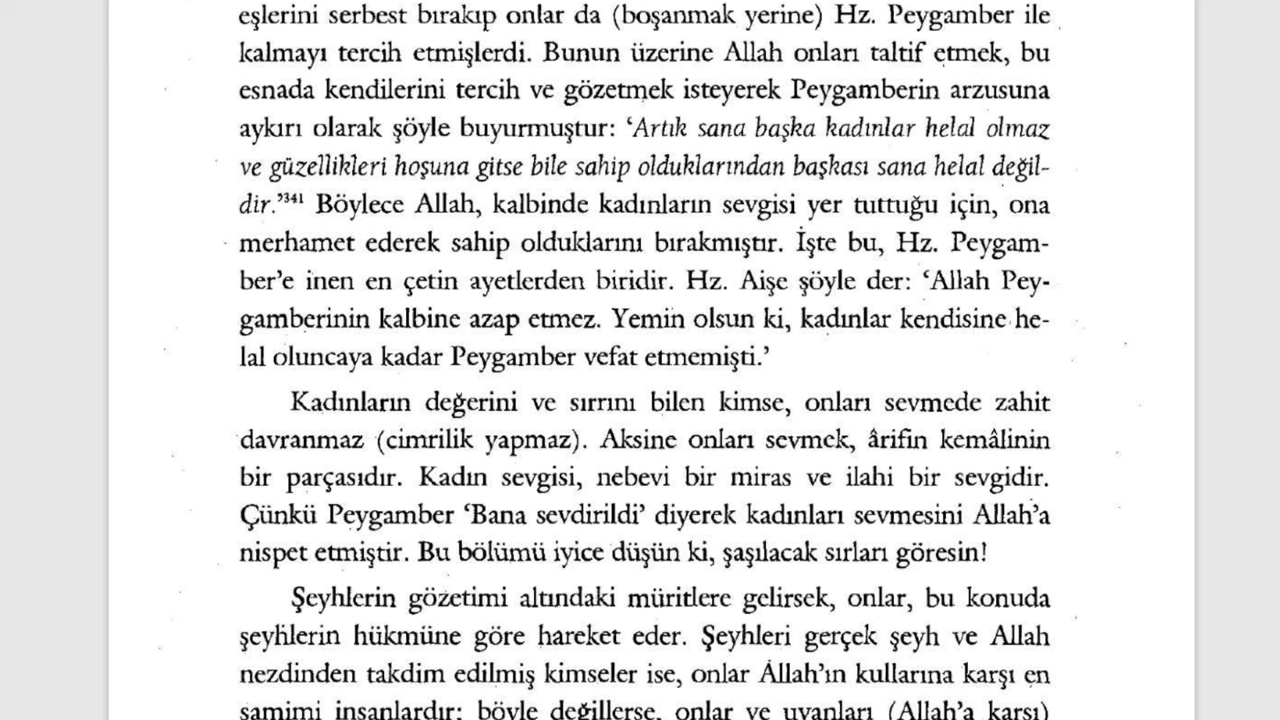 eşlerini serbest bırakıp onlar da (boşanmak yerine) Hz. Peygamber ile
kalmayı tercih etmişlerdi. Bunun üzerine Allah onları taltif etmek, bu
esnada kendilerini tercih ve gözetmek isteyerek Peygamberin arzusuna
aykırı olarak şöyle buyurmuştur: ‘Artık sana başka kadınlar helal olmaz
ve güzellikleri hoşuna gitse bile sahip olduklarından başkası sana helal değil-
dir.’³⁴¹ Böylece Allah, kalbinde kadınların sevgisi yer tuttuğu için, ona
merhamet ederek sahip olduklarını bırakmıştır. İşte bu, Hz. Peygam-
ber’e inen en çetin ayetlerden biridir. Hz. Aişe şöyle der: ‘Allah Pey-
gamberinin kalbine azap etmez. Yemin olsun ki, kadınlar kendisine he-
lal oluncaya kadar Peygamber vefat etmemişti.’
Kadınların değerini ve sırrını bilen kimse, onları sevmede zahit
davranmaz (cimrilik yapmaz). Aksine onları sevmek, ârifin kemâlinin
bir parçasıdır. Kadın sevgisi, nebevi bir miras ve ilahi bir sevgidir.
Çünkü Peygamber ‘Bana sevdirildi’ diyerek kadınları sevmesini Allah’a
nispet etmiştir. Bu bölümü iyice düşün ki, şaşılacak sırları göresin!
Şeyhlerin gözetimi altındaki müritlere gelirsek, onlar, bu konuda
şeyhlerin hükmüne göre hareket eder. Şeyhleri gerçek şeyh ve Allah
nezdinden takdim edilmiş kimseler ise, onlar Allah’ın kullarına karşı en
samimi insanlardır; böyle değillerse, onlar ve uyanları (Allah’a karşı)